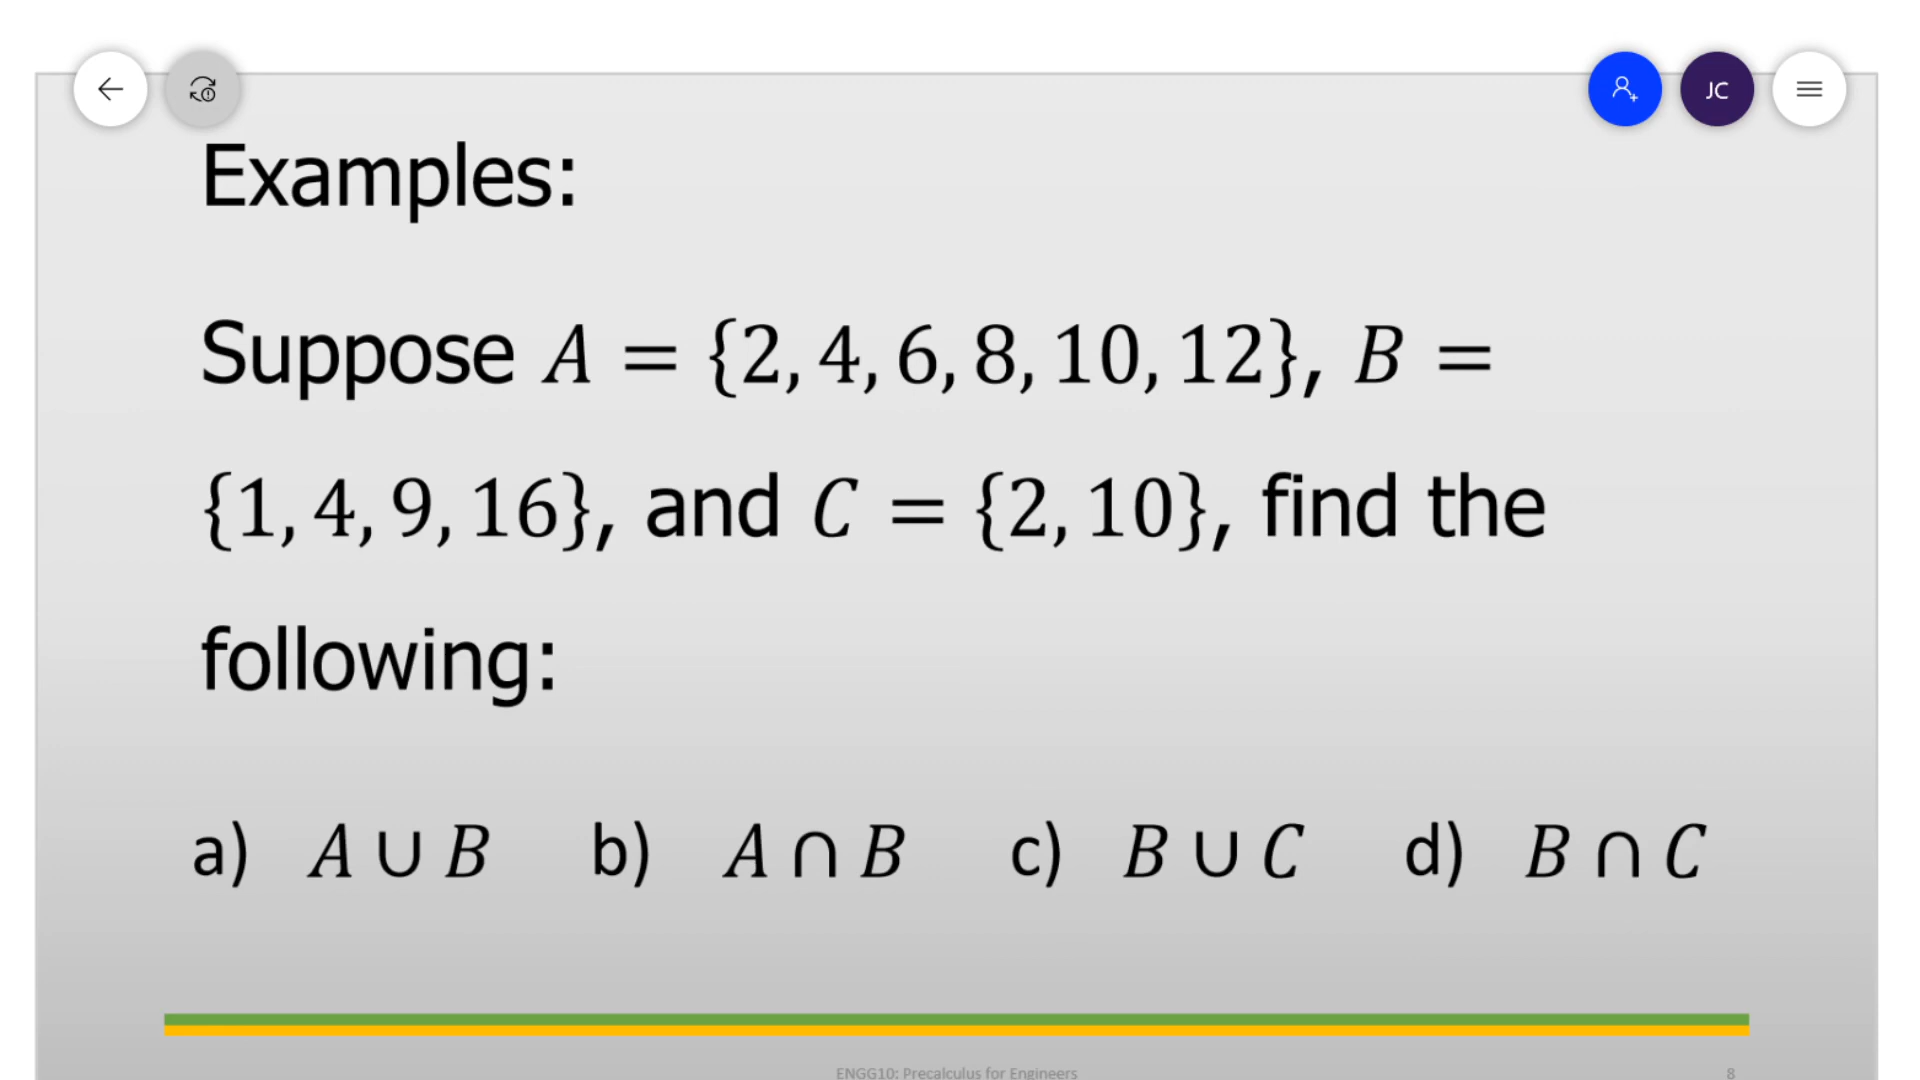 JC
Examples:
Suppose A = {2, 4, 6, 8, 10, 12}, B =
{1, 4, 9, 16}, and C = {2, 10}, find the
following:
a) A ∪ B b) A ∩ B c) B ∪ C d) B ∩ C
ENGG10: Precalculus for Engineers 8